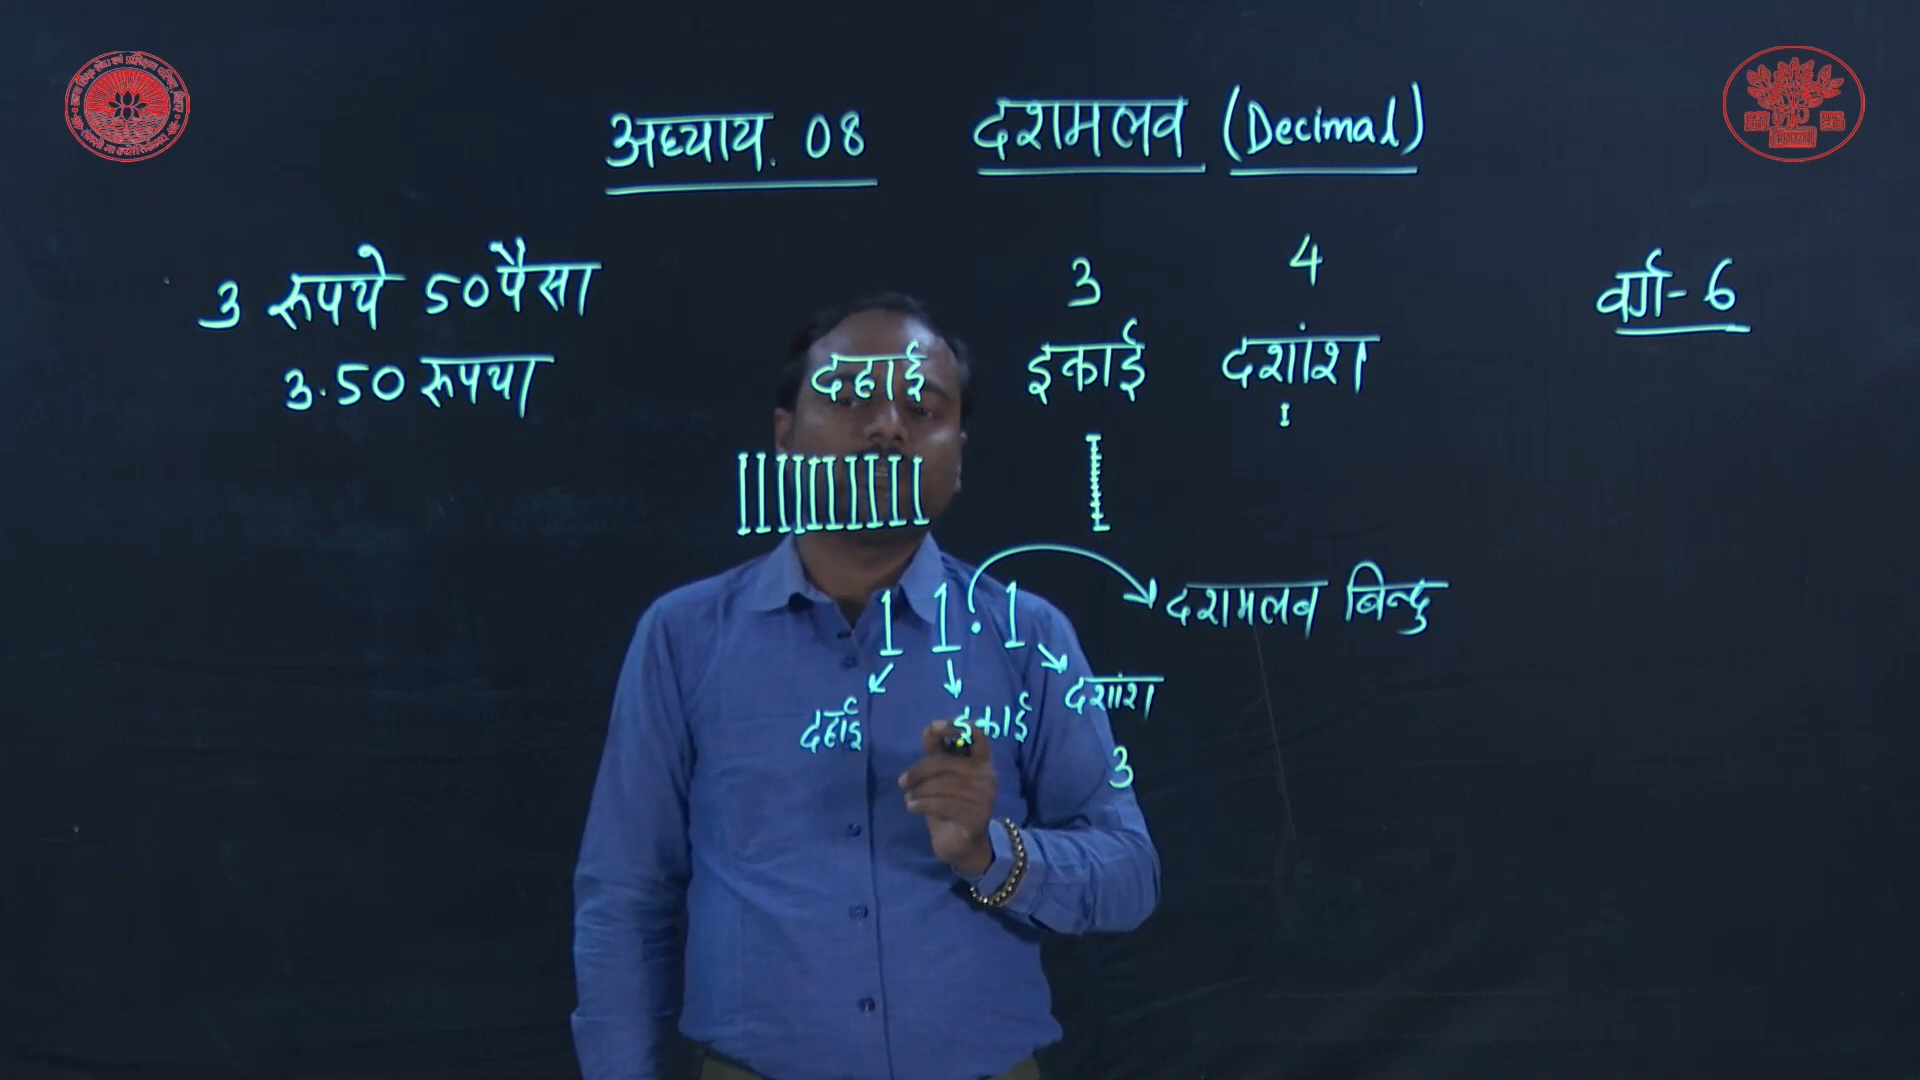 अध्याय. 08 दशमलव (Decimal)
3 रूपये 50 पैसा
3.50 रूपया
3 4
दहाई इकाई दशांश
वर्ग- 6
1 1 . 1
दशमलव बिन्दु
दहाई इकाई दशांश
3